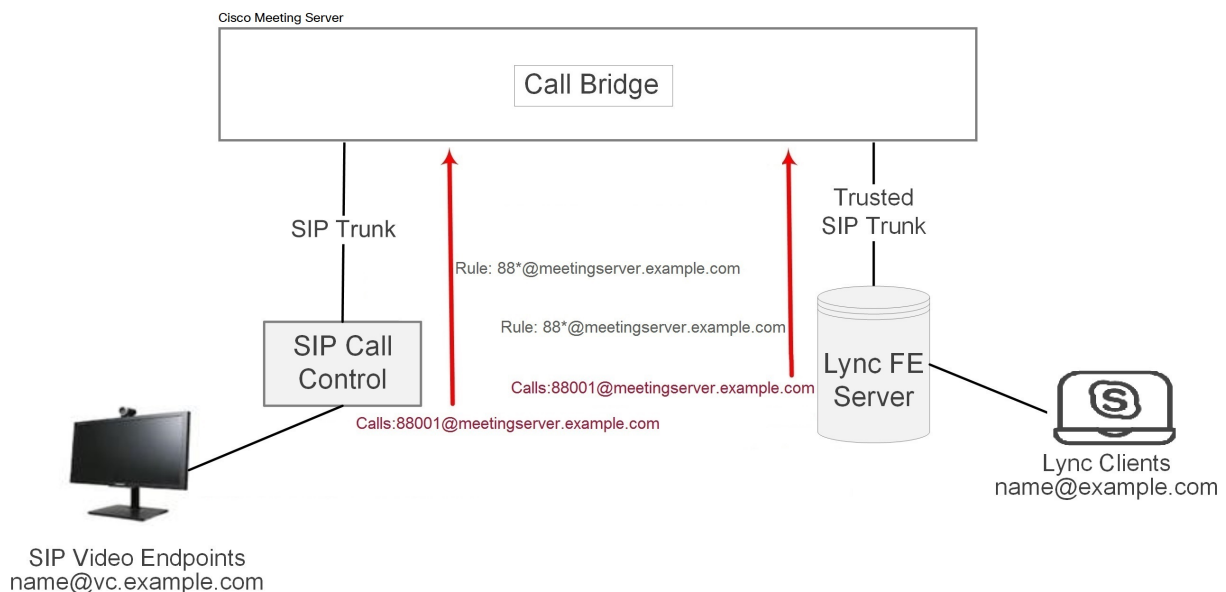 Cisco Meeting Server
Call Bridge
SIP Trunk
Trusted
SIP Trunk
Rule: 88*@meetingserver.example.com
Rule: 88*@meetingserver.example.com
SIP Call
Control
Lync FE
Server
Calls:88001@meetingserver.example.com
Calls:88001@meetingserver.example.com
S
Lync Clients
name@example.com
SIP Video Endpoints
name@vc.example.com